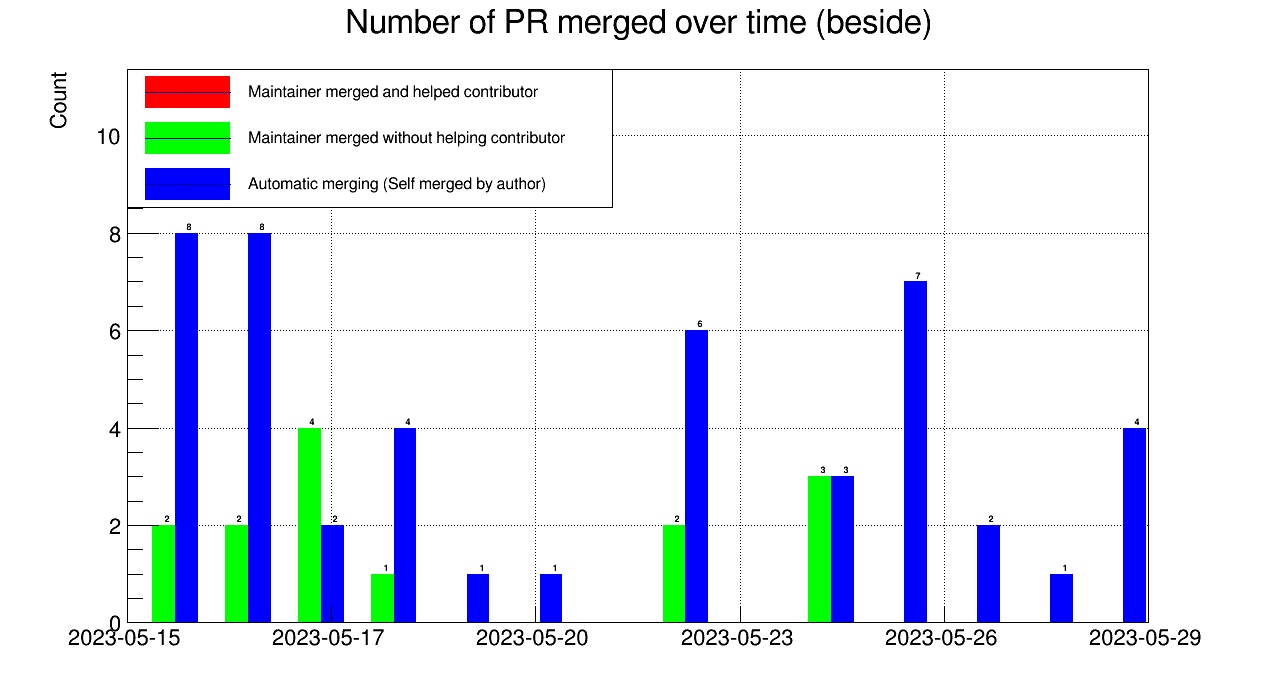 Number of PR merged over time (beside)
Count
Maintainer merged and helped contributor
Maintainer merged without helping contributor
Automatic merging (Self merged by author)
10
8
6
4
2
0
2 8 2 8 4 2 1 4 1 1 2 6 3 3 7 2 1 4
2023-05-15 2023-05-17 2023-05-20 2023-05-23 2023-05-26 2023-05-29